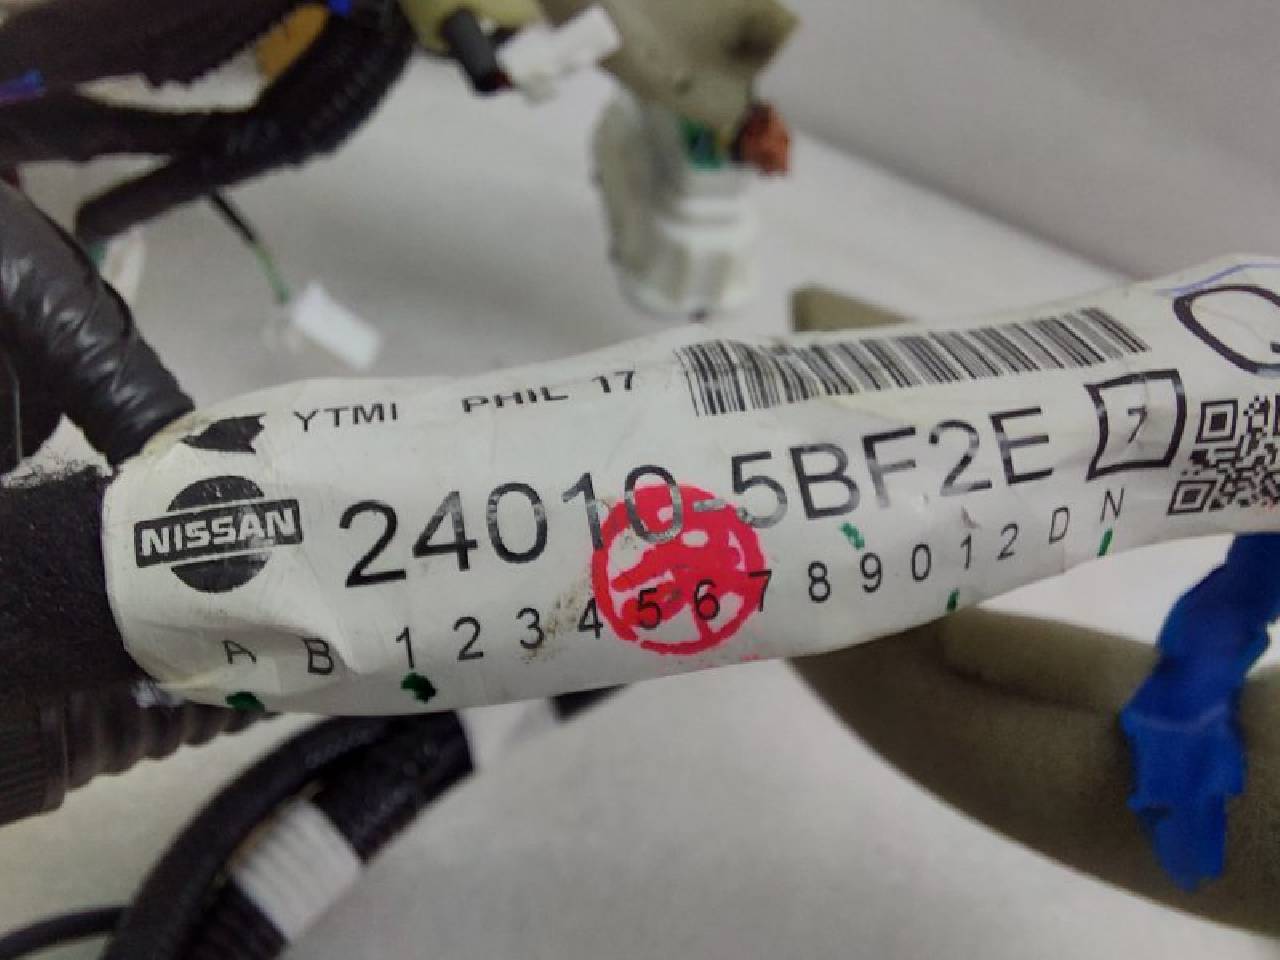 YTMI PHIL 17
NISSAN 24010-5BF2E 7
A B 1 2 3 4 5 6 7 8 9 0 1 2 D N